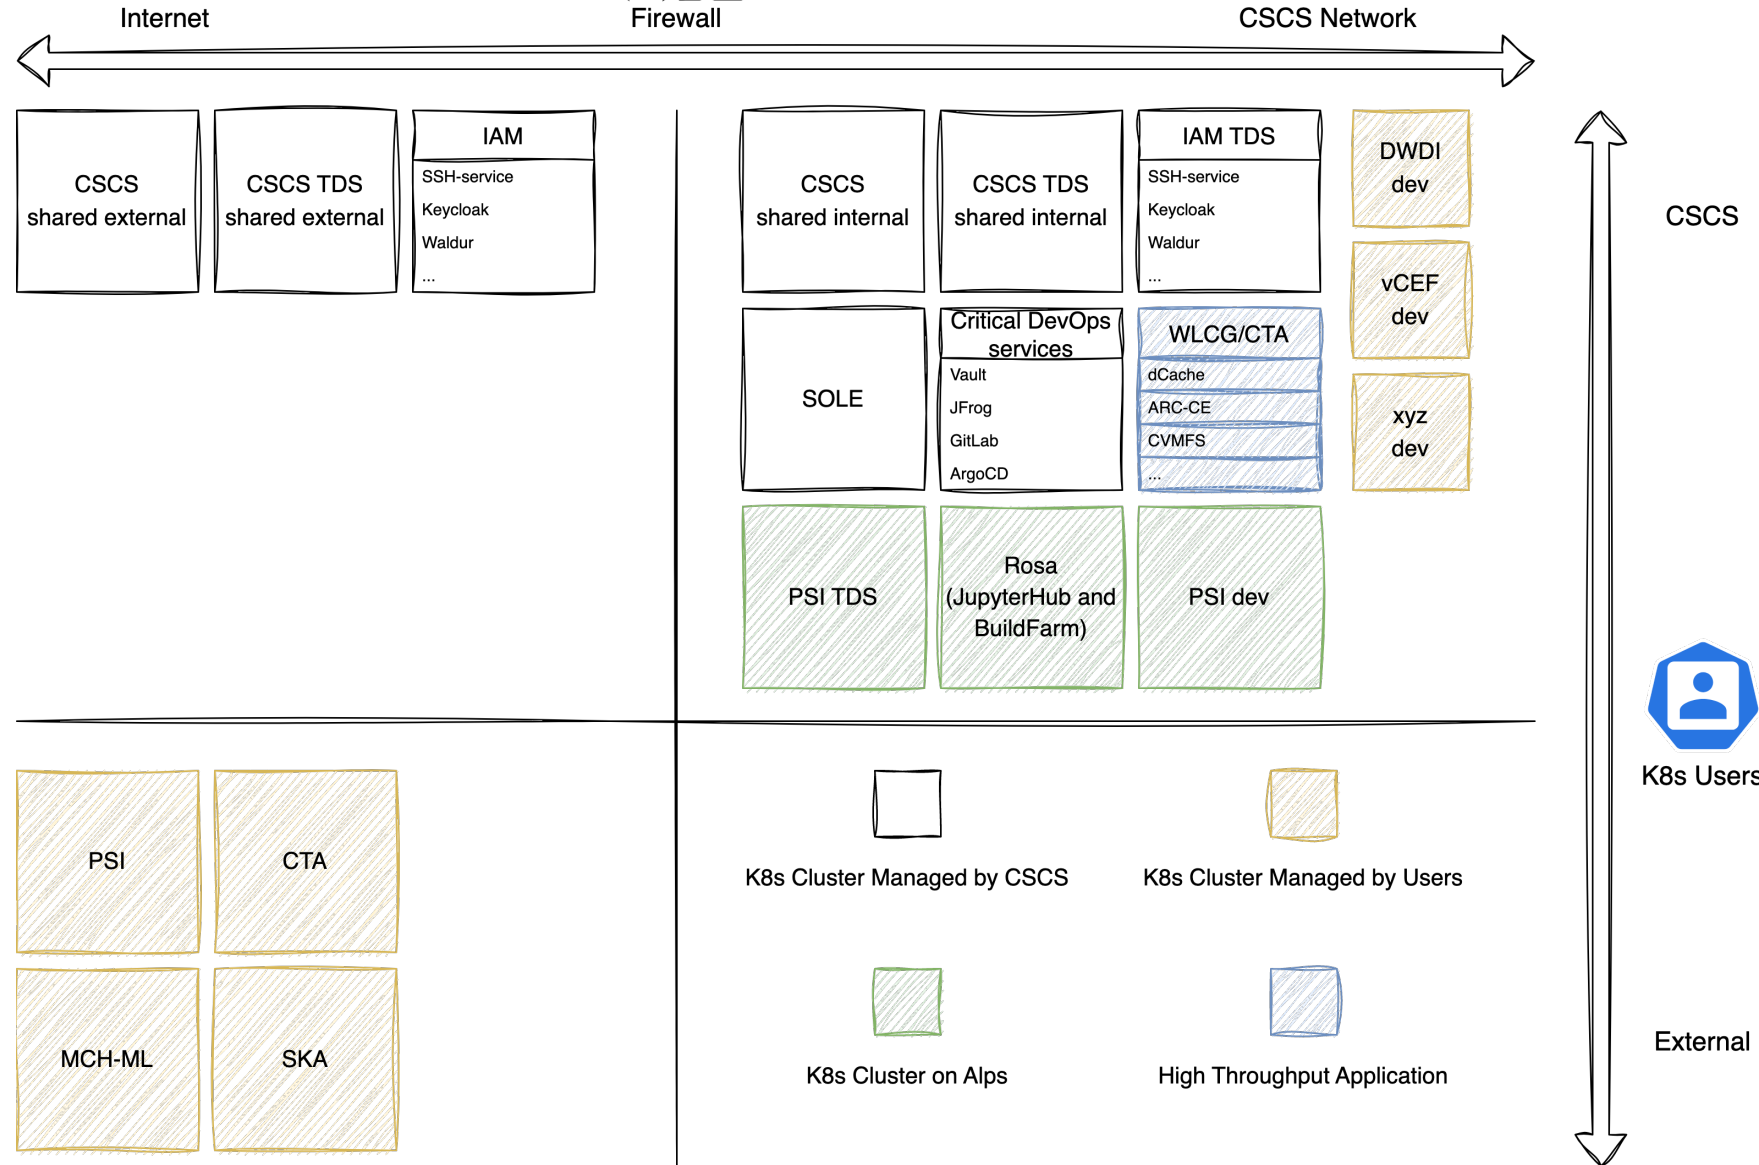 Internet
Firewall
CSCS Network
CSCS
shared external
CSCS TDS
shared external
IAM
SSH-service
Keycloak
Waldur
...
CSCS
shared internal
CSCS TDS
shared internal
IAM TDS
SSH-service
Keycloak
Waldur
...
DWDI
dev
vCEF
dev
xyz
dev
CSCS
SOLE
Critical DevOps
services
Vault
JFrog
GitLab
ArgoCD
WLCG/CTA
dCache
ARC-CE
CVMFS
...
PSI TDS
Rosa
(JupyterHub and
BuildFarm)
PSI dev
K8s Users
PSI
CTA
MCH-ML
SKA
K8s Cluster Managed by CSCS
K8s Cluster Managed by Users
K8s Cluster on Alps
High Throughput Application
External